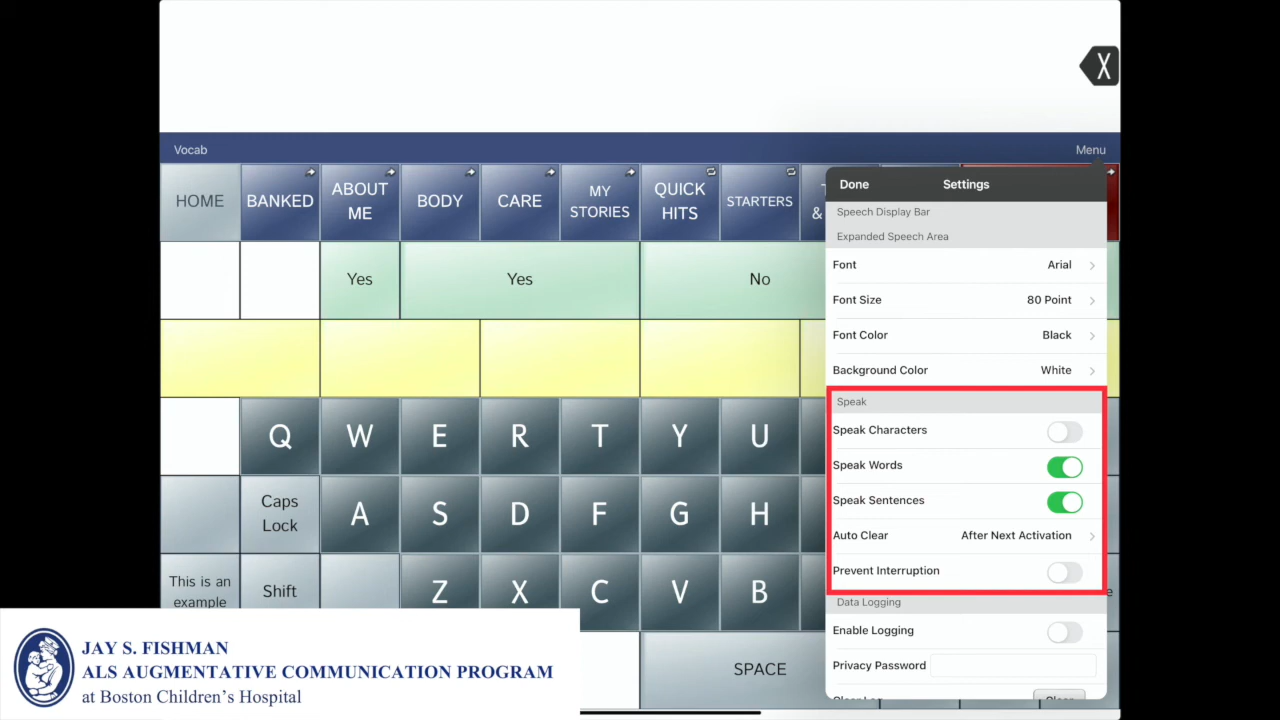 X
Vocab
Menu
HOME
BANKED
ABOUT
ME
BODY
CARE
MY
STORIES
QUICK
HITS
STARTERS
&
Yes
Yes
No
Q
W
E
R
T
Y
U
Caps
Lock
A
S
D
F
G
H
This is an
example
Shift
Z
X
C
V
B
SPACE
Done
Settings
Speech Display Bar
Expanded Speech Area
Font Arial
Font Size 80 Point
Font Color Black
Background Color White
Speak
Speak Characters
Speak Words
Speak Sentences
Auto Clear After Next Activation
Prevent Interruption
Data Logging
Enable Logging
Privacy Password
JAY S. FISHMAN
ALS AUGMENTATIVE COMMUNICATION PROGRAM
at Boston Children's Hospital